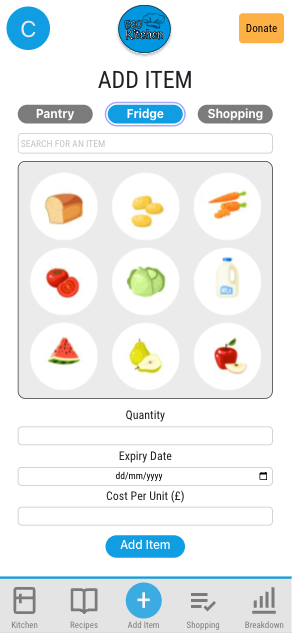 C
Eco
Kitchen
Donate
ADD ITEM
Pantry Fridge Shopping
SEARCH FOR AN ITEM
Quantity
Expiry Date
dd/mm/yyyy
Cost Per Unit (£)
Add Item
Kitchen Recipes Add Item Shopping Breakdown